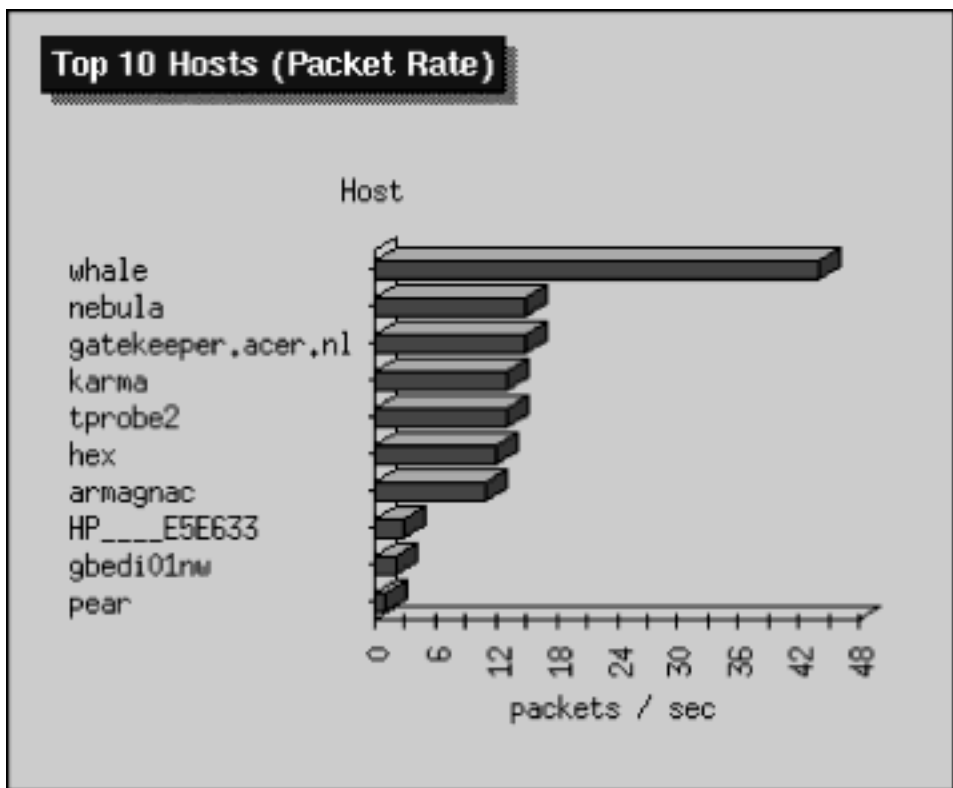 Top 10 Hosts (Packet Rate)
Host
whale
nebula
gatekeeper.acer.nl
karma
tprobe2
hex
armagnac
HP____E5E633
gbedi01nw
pear
0 6 12 18 24 30 36 42 48
packets / sec